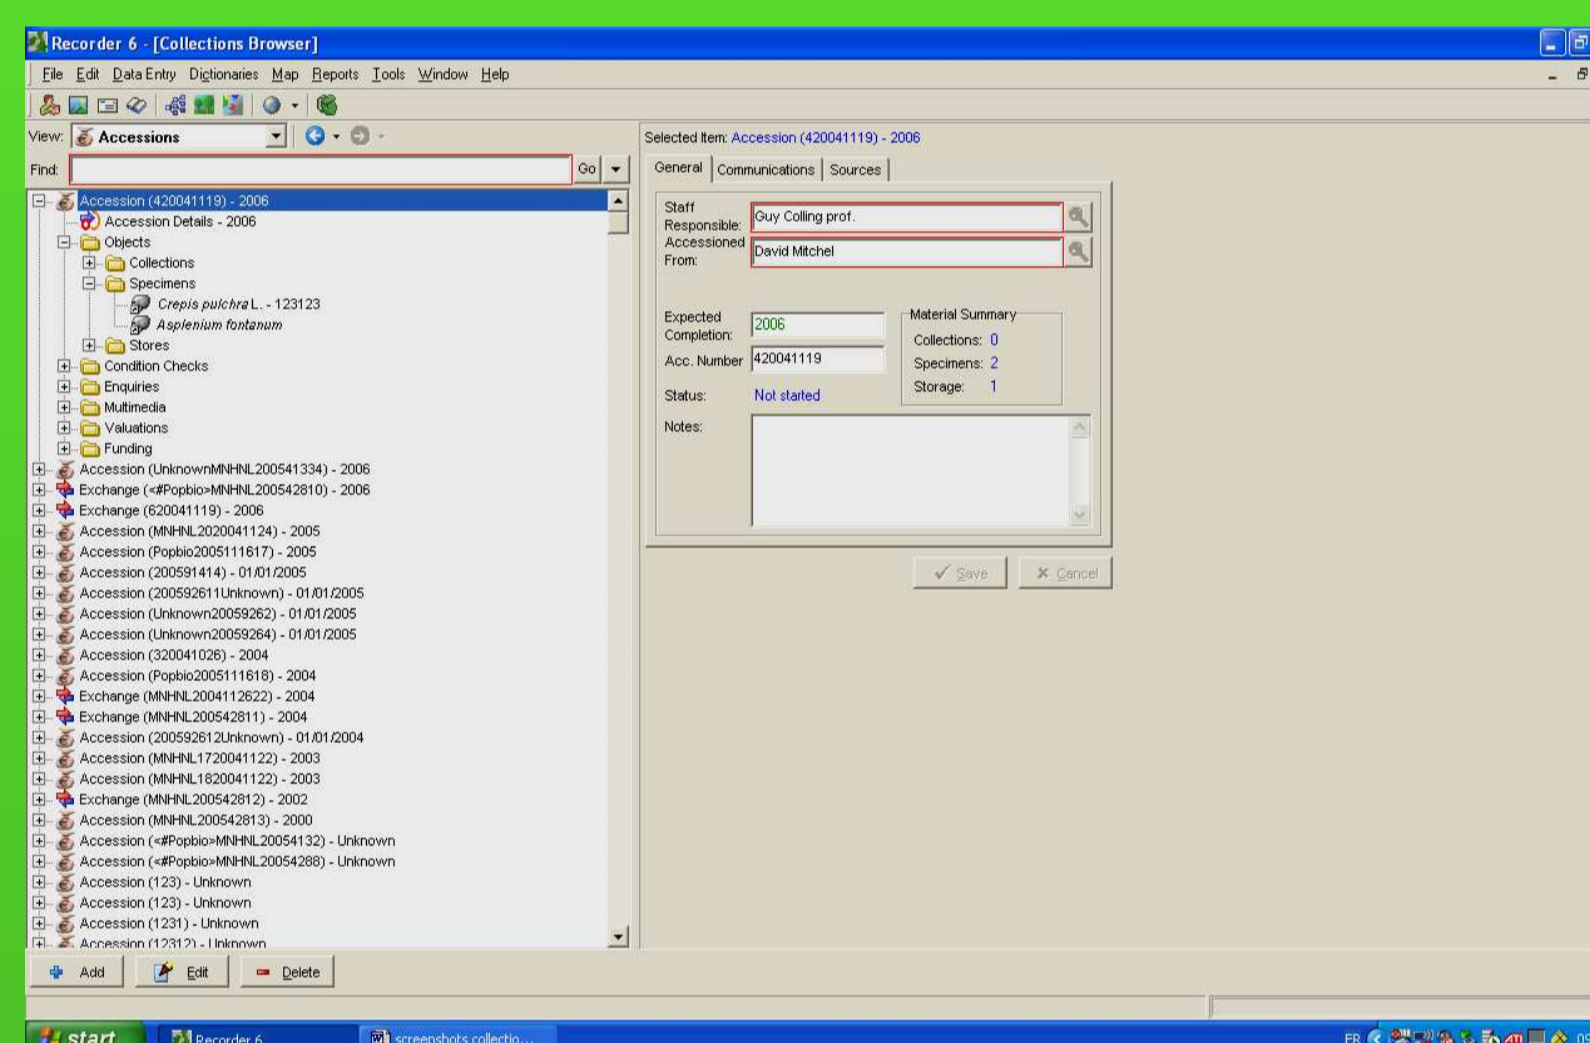 Recorder 6 - [Collections Browser]
File Edit Data Entry Dictionaries Map Reports Tools Window Help
View: Accessions
Find: Go
Accession (420041119) - 2006
Accession Details - 2006
Objects
Collections
Specimens
Crepis pulchra L. - 123123
Asplenium fontanum
Stores
Condition Checks
Enquiries
Multimedia
Valuations
Funding
Accession (UnknownMNHNL200541334) - 2006
Exchange (<#Popbio>MNHNL200542810) - 2006
Exchange (620041119) - 2006
Accession (MNHNL2020041124) - 2005
Accession (Popbio2005111617) - 2005
Accession (200591414) - 01/01/2005
Accession (200592611Unknown) - 01/01/2005
Accession (Unknown20059262) - 01/01/2005
Accession (Unknown20059264) - 01/01/2005
Accession (320041026) - 2004
Accession (Popbio2005111618) - 2004
Exchange (MNHNL2004112622) - 2004
Exchange (MNHNL200542811) - 2004
Accession (200592612Unknown) - 01/01/2004
Accession (MNHNL1720041122) - 2003
Accession (MNHNL1820041122) - 2003
Exchange (MNHNL200542812) - 2002
Accession (MNHNL200542813) - 2000
Accession (<#Popbio>MNHNL20054132) - Unknown
Accession (<#Popbio>MNHNL20054288) - Unknown
Accession (123) - Unknown
Accession (123) - Unknown
Accession (1231) - Unknown
Accession (12312) - Unknown
Add Edit Delete
Selected Item: Accession (420041119) - 2006
General Communications Sources
Staff
Responsible: Guy Colling prof.
Accessioned
From: David Mitchel
Expected
Completion: 2006
Acc. Number 420041119
Status: Not started
Material Summary
Collections: 0
Specimens: 2
Storage: 1
Notes:
Save Cancel
start Recorder 6 screenshots collectio... FR